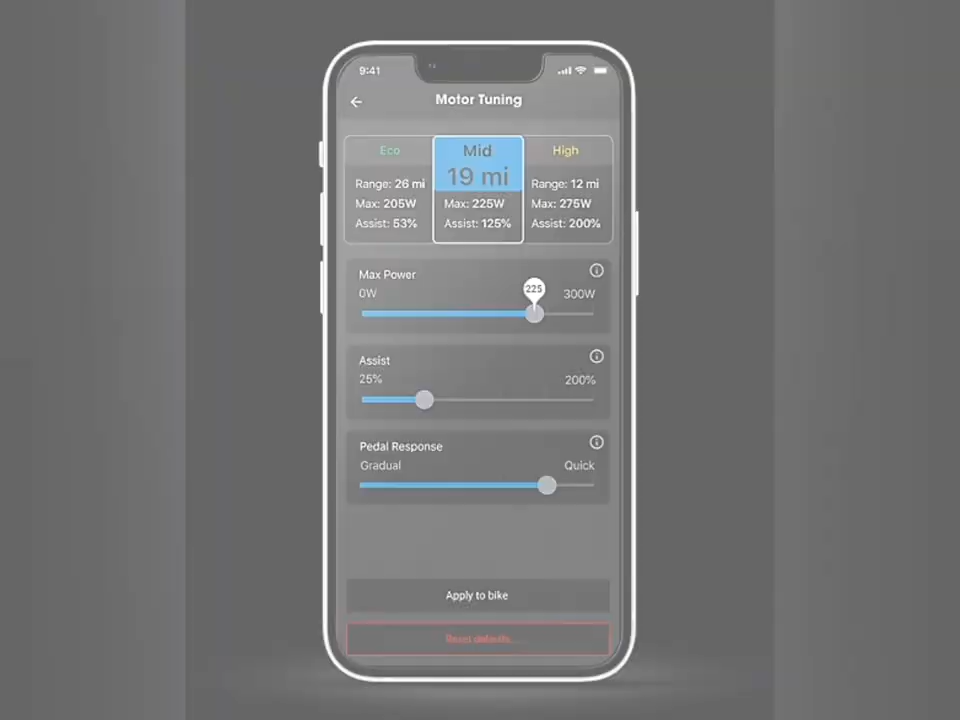 9:41
Motor Tuning
Eco
Range: 26 mi
Max: 205W
Assist: 53%
Mid
19 mi
Max: 225W
Assist: 125%
High
Range: 12 mi
Max: 275W
Assist: 200%
Max Power
0W
225
300W
Assist
25%
200%
Pedal Response
Gradual
Quick
Apply to bike
Reset defaults...